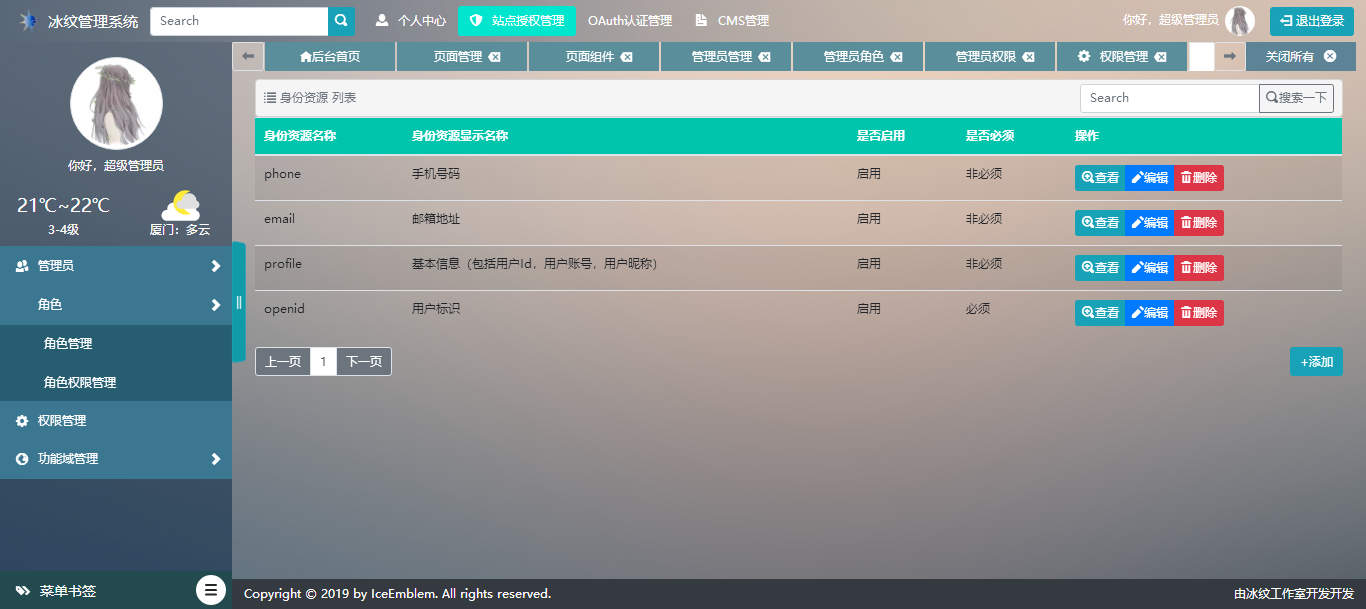 冰纹管理系统 Search 个人中心 站点授权管理 OAuth认证管理 CMS管理 你好，超级管理员 退出登录
后台首页 页面管理 页面组件 管理员管理 管理员角色 管理员权限 权限管理 关闭所有
你好，超级管理员
21℃~22℃
3-4级 厦门：多云
管理员
角色
角色管理
角色权限管理
权限管理
功能域管理
菜单书签
身份资源 列表 Search 搜索一下
身份资源名称 身份资源显示名称 是否启用 是否必须 操作
phone 手机号码 启用 非必须 查看 编辑 删除
email 邮箱地址 启用 非必须 查看 编辑 删除
profile 基本信息（包括用户Id，用户账号，用户昵称） 启用 非必须 查看 编辑 删除
openid 用户标识 启用 必须 查看 编辑 删除
上一页 1 下一页 +添加
Copyright © 2019 by IceEmblem. All rights reserved. 由冰纹工作室开发开发